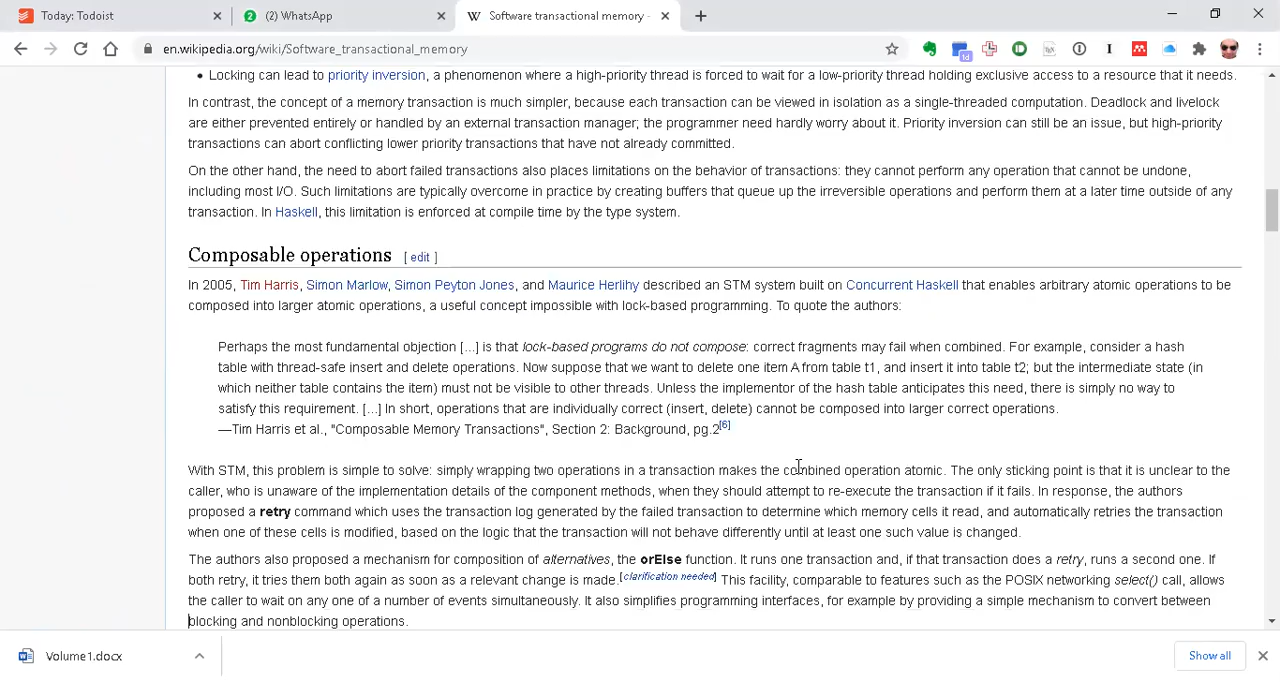 Today: Todoist
2
(2) WhatsApp
W
Software transactional memory -
en.wikipedia.org/wiki/Software_transactional_memory
1d
• Locking can lead to priority inversion, a phenomenon where a high-priority thread is forced to wait for a low-priority thread holding exclusive access to a resource that it needs.
In contrast, the concept of a memory transaction is much simpler, because each transaction can be viewed in isolation as a single-threaded computation. Deadlock and livelock
are either prevented entirely or handled by an external transaction manager; the programmer need hardly worry about it. Priority inversion can still be an issue, but high-priority
transactions can abort conflicting lower priority transactions that have not already committed.
On the other hand, the need to abort failed transactions also places limitations on the behavior of transactions: they cannot perform any operation that cannot be undone,
including most I/O. Such limitations are typically overcome in practice by creating buffers that queue up the irreversible operations and perform them at a later time outside of any
transaction. In Haskell, this limitation is enforced at compile time by the type system.
Composable operations [ edit ]
In 2005, Tim Harris, Simon Marlow, Simon Peyton Jones, and Maurice Herlihy described an STM system built on Concurrent Haskell that enables arbitrary atomic operations to be
composed into larger atomic operations, a useful concept impossible with lock-based programming. To quote the authors:
Perhaps the most fundamental objection [...] is that lock-based programs do not compose: correct fragments may fail when combined. For example, consider a hash
table with thread-safe insert and delete operations. Now suppose that we want to delete one item A from table t1, and insert it into table t2; but the intermediate state (in
which neither table contains the item) must not be visible to other threads. Unless the implementor of the hash table anticipates this need, there is simply no way to
satisfy this requirement. [...] In short, operations that are individually correct (insert, delete) cannot be composed into larger correct operations.
—Tim Harris et al., "Composable Memory Transactions", Section 2: Background, pg.2[6]
With STM, this problem is simple to solve: simply wrapping two operations in a transaction makes the combined operation atomic. The only sticking point is that it is unclear to the
caller, who is unaware of the implementation details of the component methods, when they should attempt to re-execute the transaction if it fails. In response, the authors
proposed a retry command which uses the transaction log generated by the failed transaction to determine which memory cells it read, and automatically retries the transaction
when one of these cells is modified, based on the logic that the transaction will not behave differently until at least one such value is changed.
The authors also proposed a mechanism for composition of alternatives, the orElse function. It runs one transaction and, if that transaction does a retry, runs a second one. If
both retry, it tries them both again as soon as a relevant change is made.[clarification needed] This facility, comparable to features such as the POSIX networking select() call, allows
the caller to wait on any one of a number of events simultaneously. It also simplifies programming interfaces, for example by providing a simple mechanism to convert between
blocking and nonblocking operations.
Volume1.docx
Show all